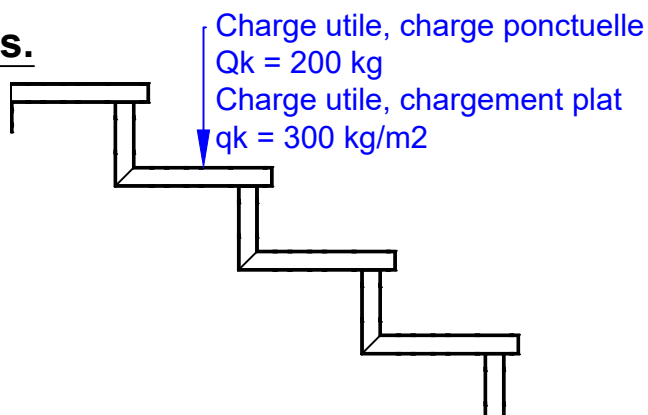 s.
Charge utile, charge ponctuelle
Qk = 200 kg
Charge utile, chargement plat
qk = 300 kg/m2